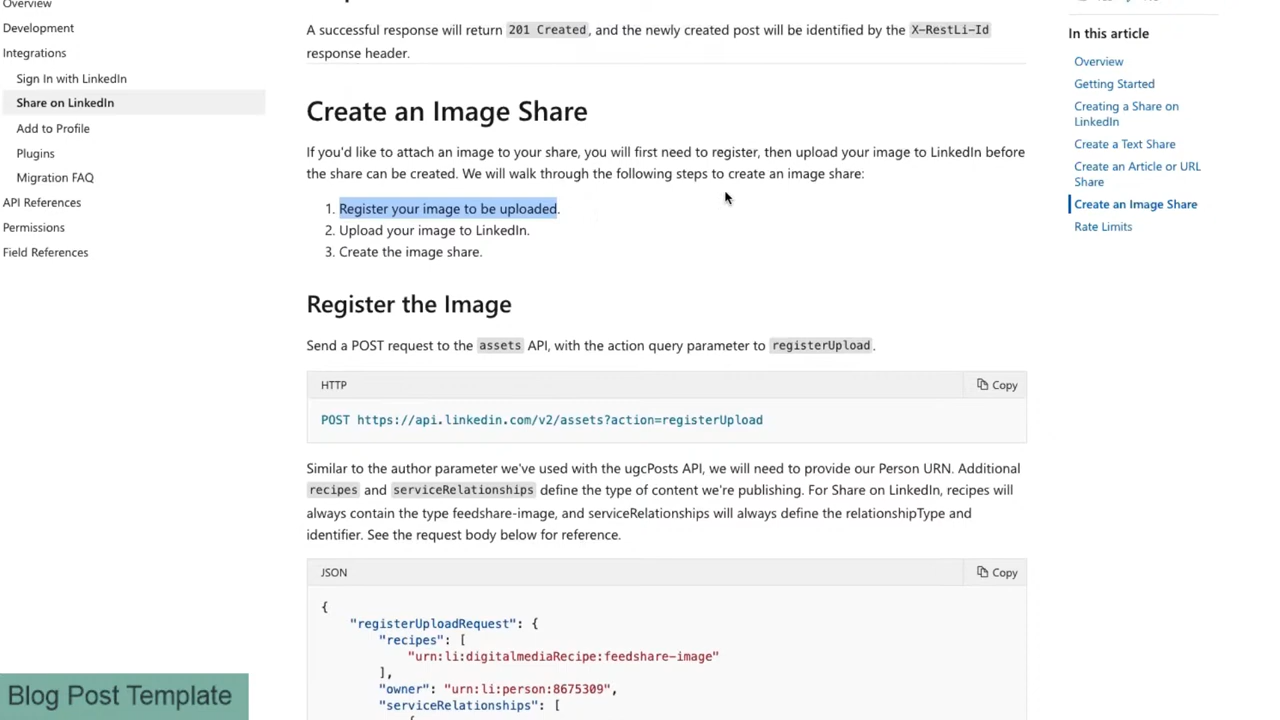 Overview
Development
Integrations
Sign In with LinkedIn
Share on LinkedIn
Add to Profile
Plugins
Migration FAQ
API References
Permissions
Field References
A successful response will return 201 Created, and the newly created post will be identified by the X-RestLi-Id
response header.
Create an Image Share
If you'd like to attach an image to your share, you will first need to register, then upload your image to LinkedIn before
the share can be created. We will walk through the following steps to create an image share:
1. Register your image to be uploaded.
2. Upload your image to LinkedIn.
3. Create the image share.
Register the Image
Send a POST request to the assets API, with the action query parameter to registerUpload.
HTTP
Copy
POST https://api.linkedin.com/v2/assets?action=registerUpload
Similar to the author parameter we've used with the ugcPosts API, we will need to provide our Person URN. Additional
recipes and serviceRelationships define the type of content we're publishing. For Share on LinkedIn, recipes will
always contain the type feedshare-image, and serviceRelationships will always define the relationshipType and
identifier. See the request body below for reference.
JSON
Copy
{
"registerUploadRequest": {
"recipes": [
"urn:li:digitalmediaRecipe:feedshare-image"
],
"owner": "urn:li:person:8675309",
"serviceRelationships": [
{
In this article
Overview
Getting Started
Creating a Share on
LinkedIn
Create a Text Share
Create an Article or URL
Share
Create an Image Share
Rate Limits
Blog Post Template